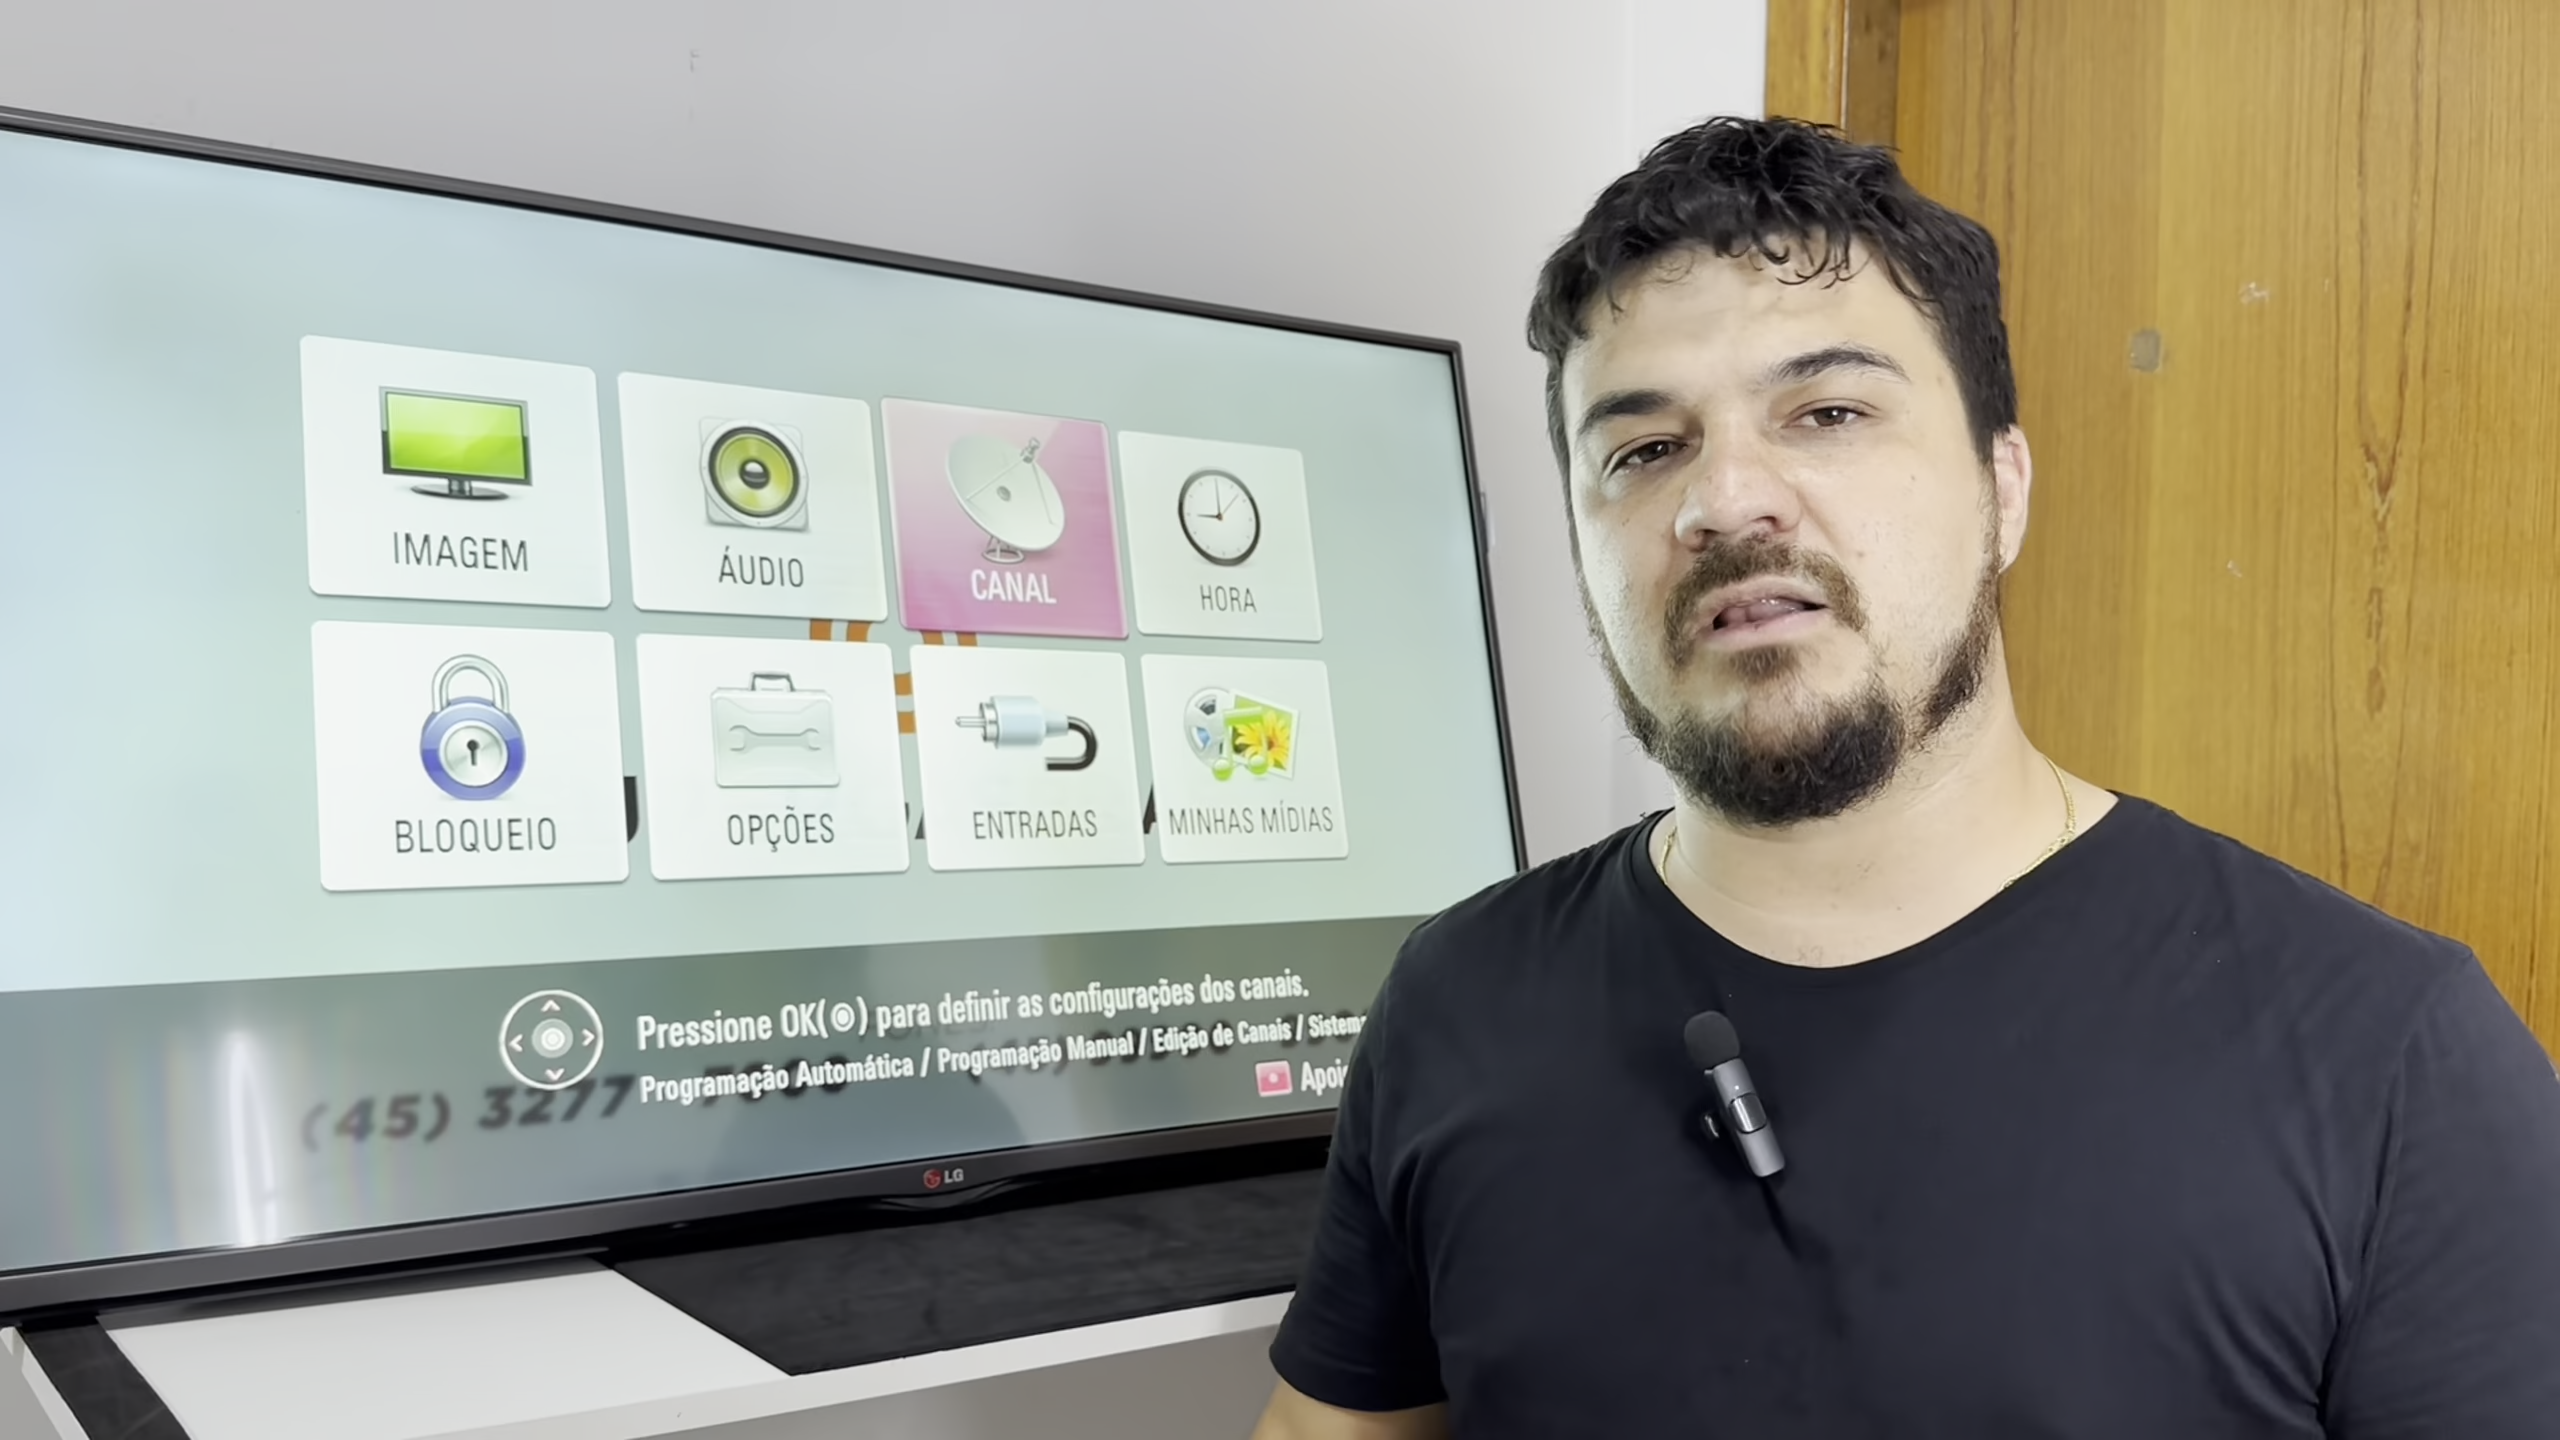 IMAGEM
ÁUDIO
CANAL
HORA
BLOQUEIO
OPÇÕES
ENTRADAS
MINHAS MÍDIAS
Pressione OK(◉) para definir as configurações dos canais.
Programação Automática / Programação Manual / Edição de Canais / Sistema
Apoi
(45) 3277
LG